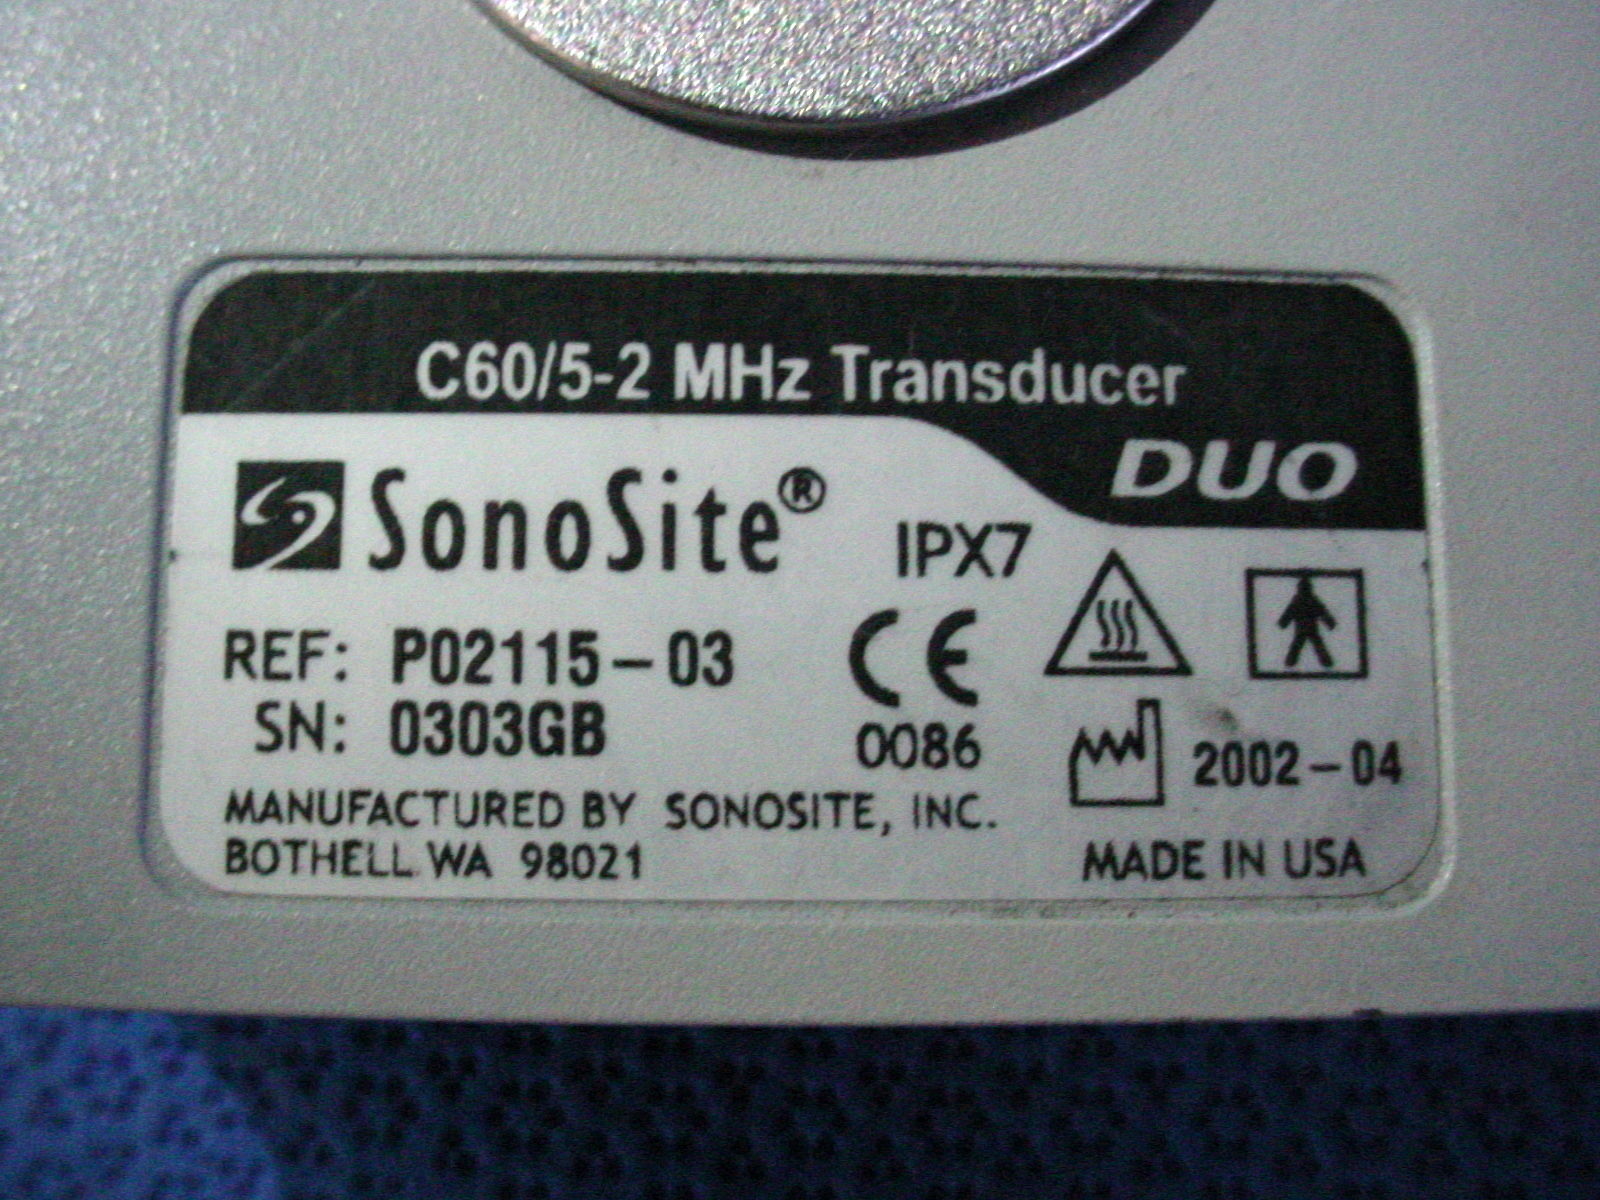 C60/5-2 MHz Transducer
DUO
SonoSite®
IPX7
REF: P02115-03
SN: 0303GB
CE
0086
2002-04
MANUFACTURED BY SONOSITE, INC.
BOTHELL WA 98021
MADE IN USA